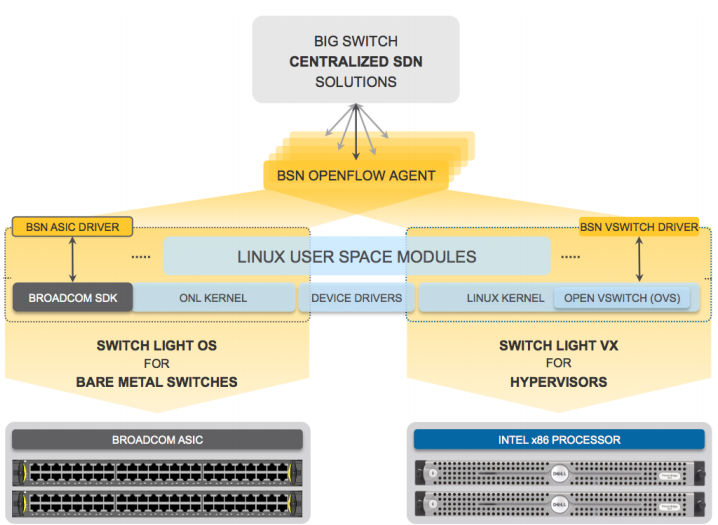 BIG SWITCH
CENTRALIZED SDN
SOLUTIONS
BSN OPENFLOW AGENT
BSN ASIC DRIVER
BSN VSWITCH DRIVER
..... LINUX USER SPACE MODULES .....
BROADCOM SDK
ONL KERNEL
DEVICE DRIVERS
LINUX KERNEL
OPEN VSWITCH (OVS)
SWITCH LIGHT OS
FOR
BARE METAL SWITCHES
SWITCH LIGHT VX
FOR
HYPERVISORS
BROADCOM ASIC
INTEL x86 PROCESSOR
DELL
DELL